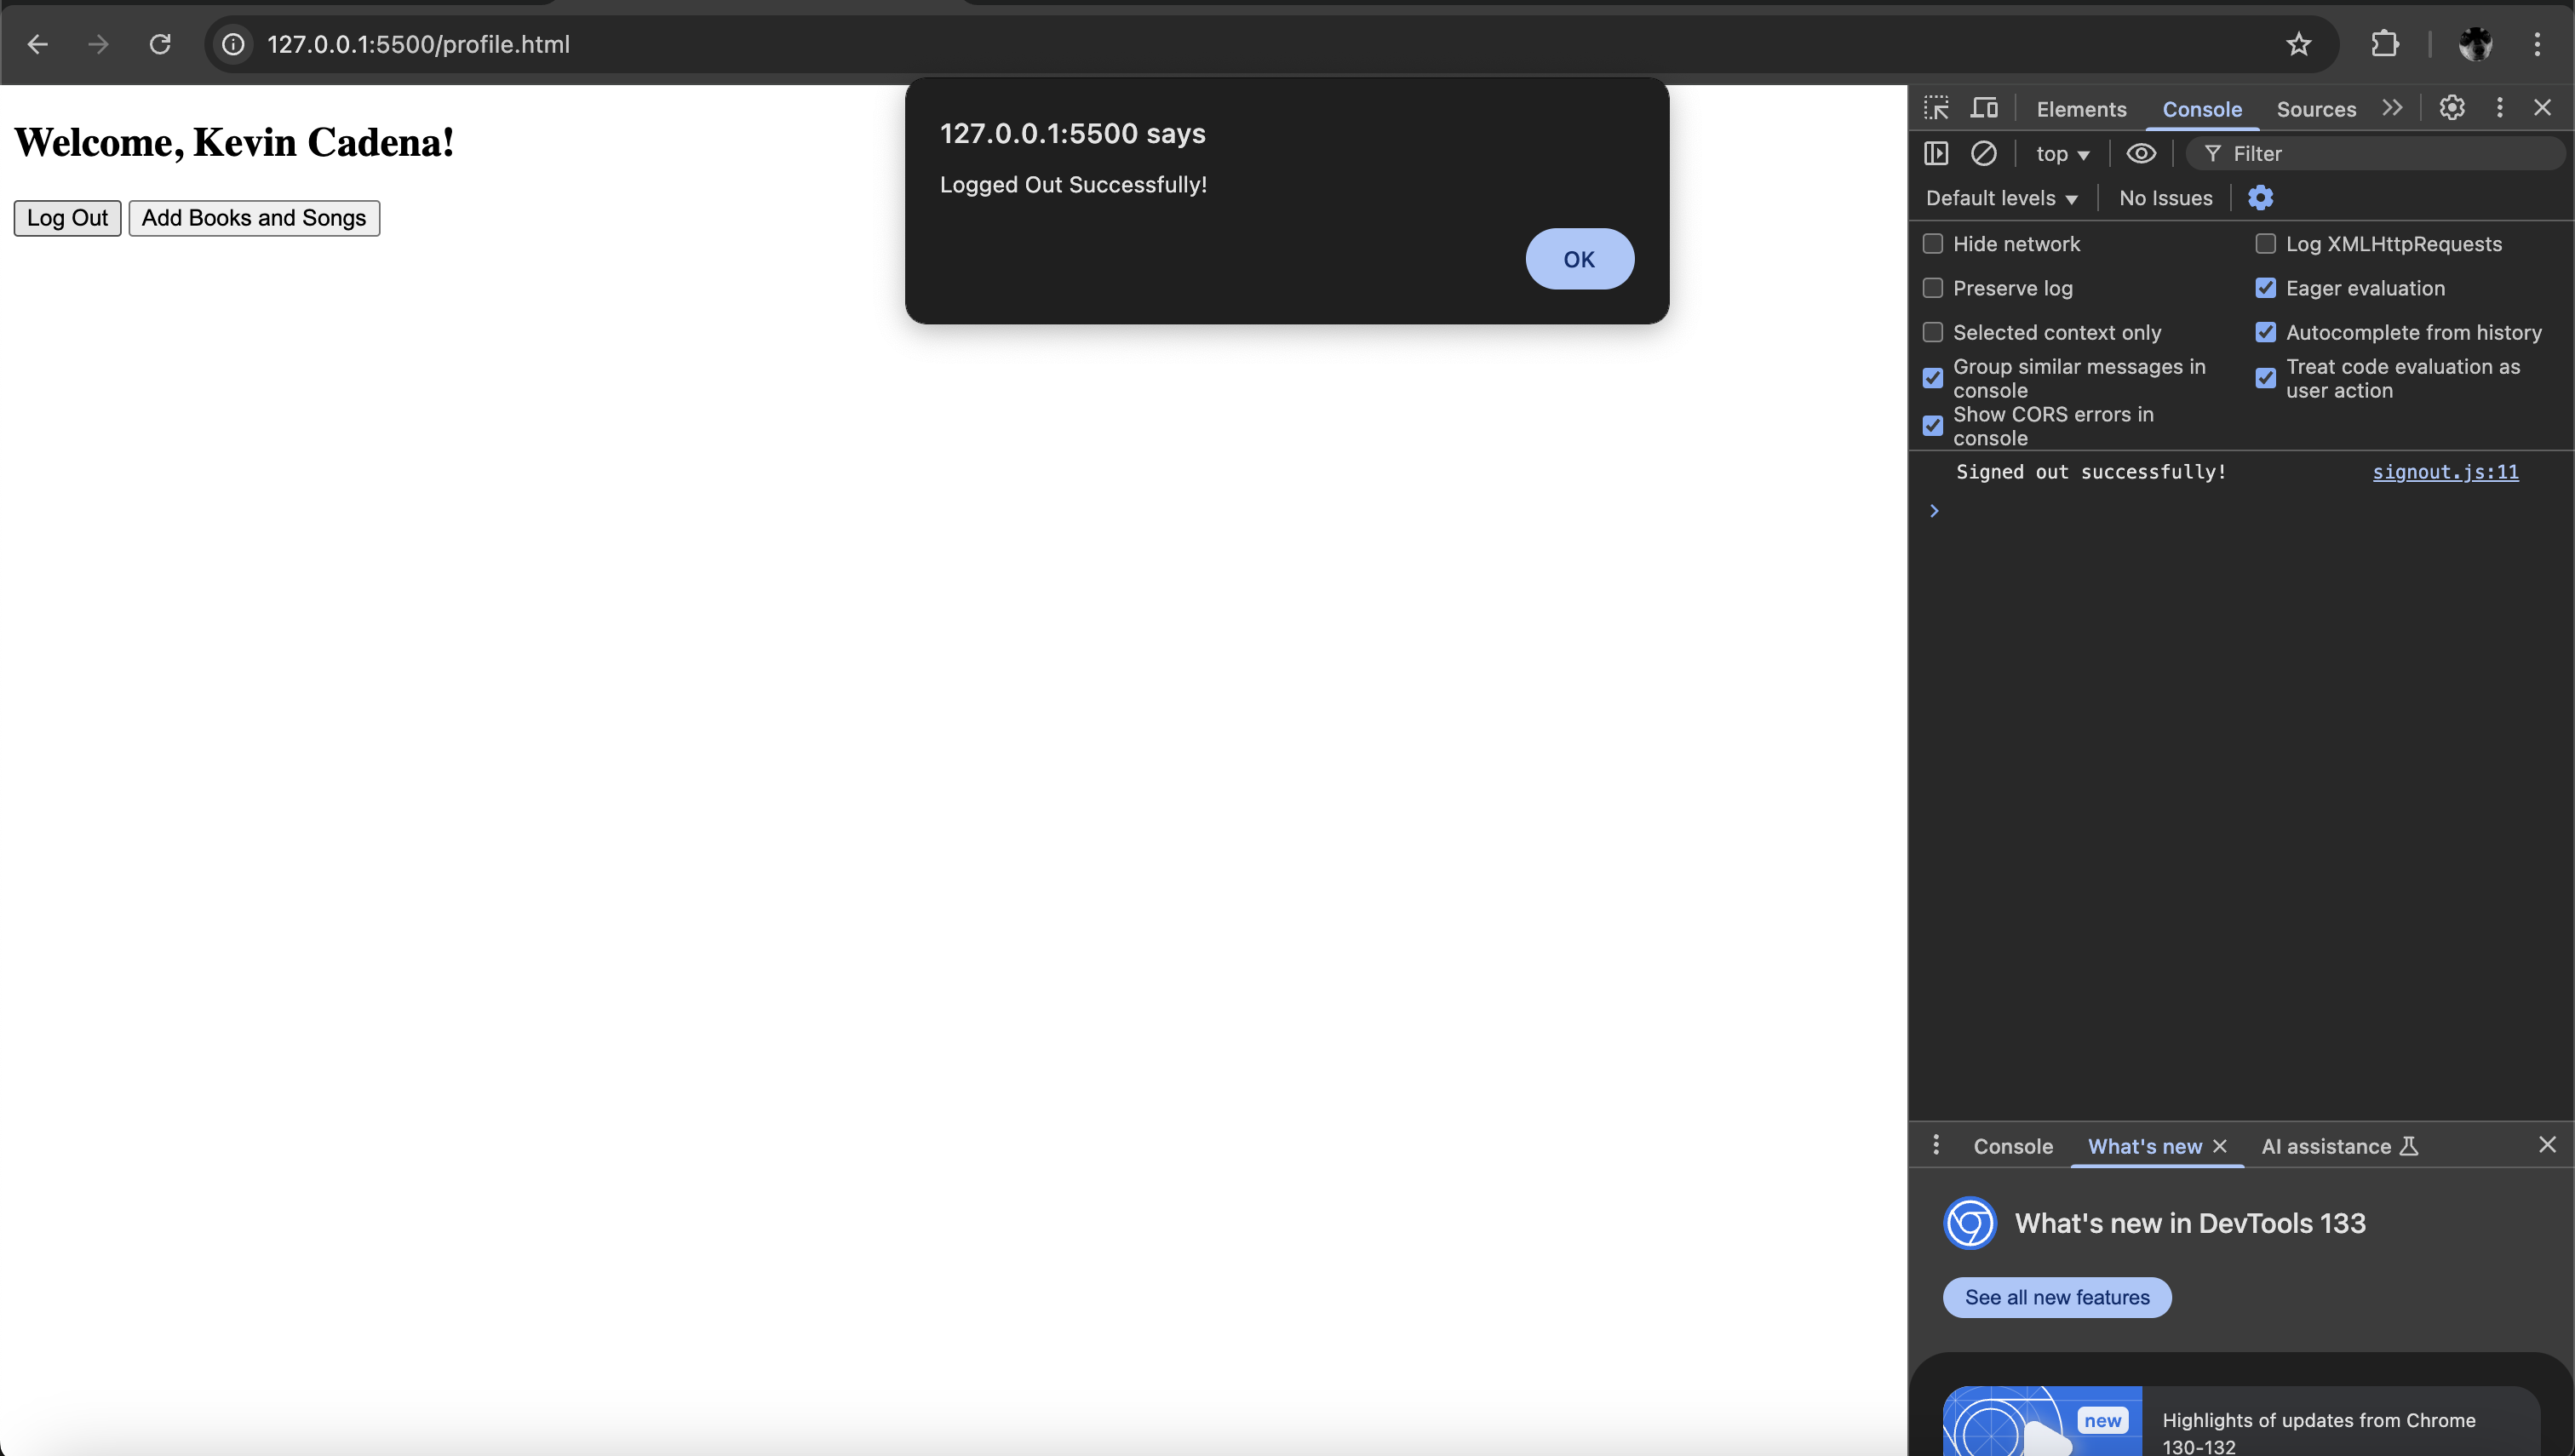 127.0.0.1:5500/profile.html
Welcome, Kevin Cadena!
Log Out
Add Books and Songs
127.0.0.1:5500 says
Logged Out Successfully!
OK
Elements
Console
Sources
top
Filter
Default levels
No Issues
Hide network
Log XMLHttpRequests
Preserve log
Eager evaluation
Selected context only
Autocomplete from history
Group similar messages in
console
Treat code evaluation as
user action
Show CORS errors in
console
Signed out successfully!
signout.js:11
Console
What's new
AI assistance
What's new in DevTools 133
See all new features
new
Highlights of updates from Chrome
130-132